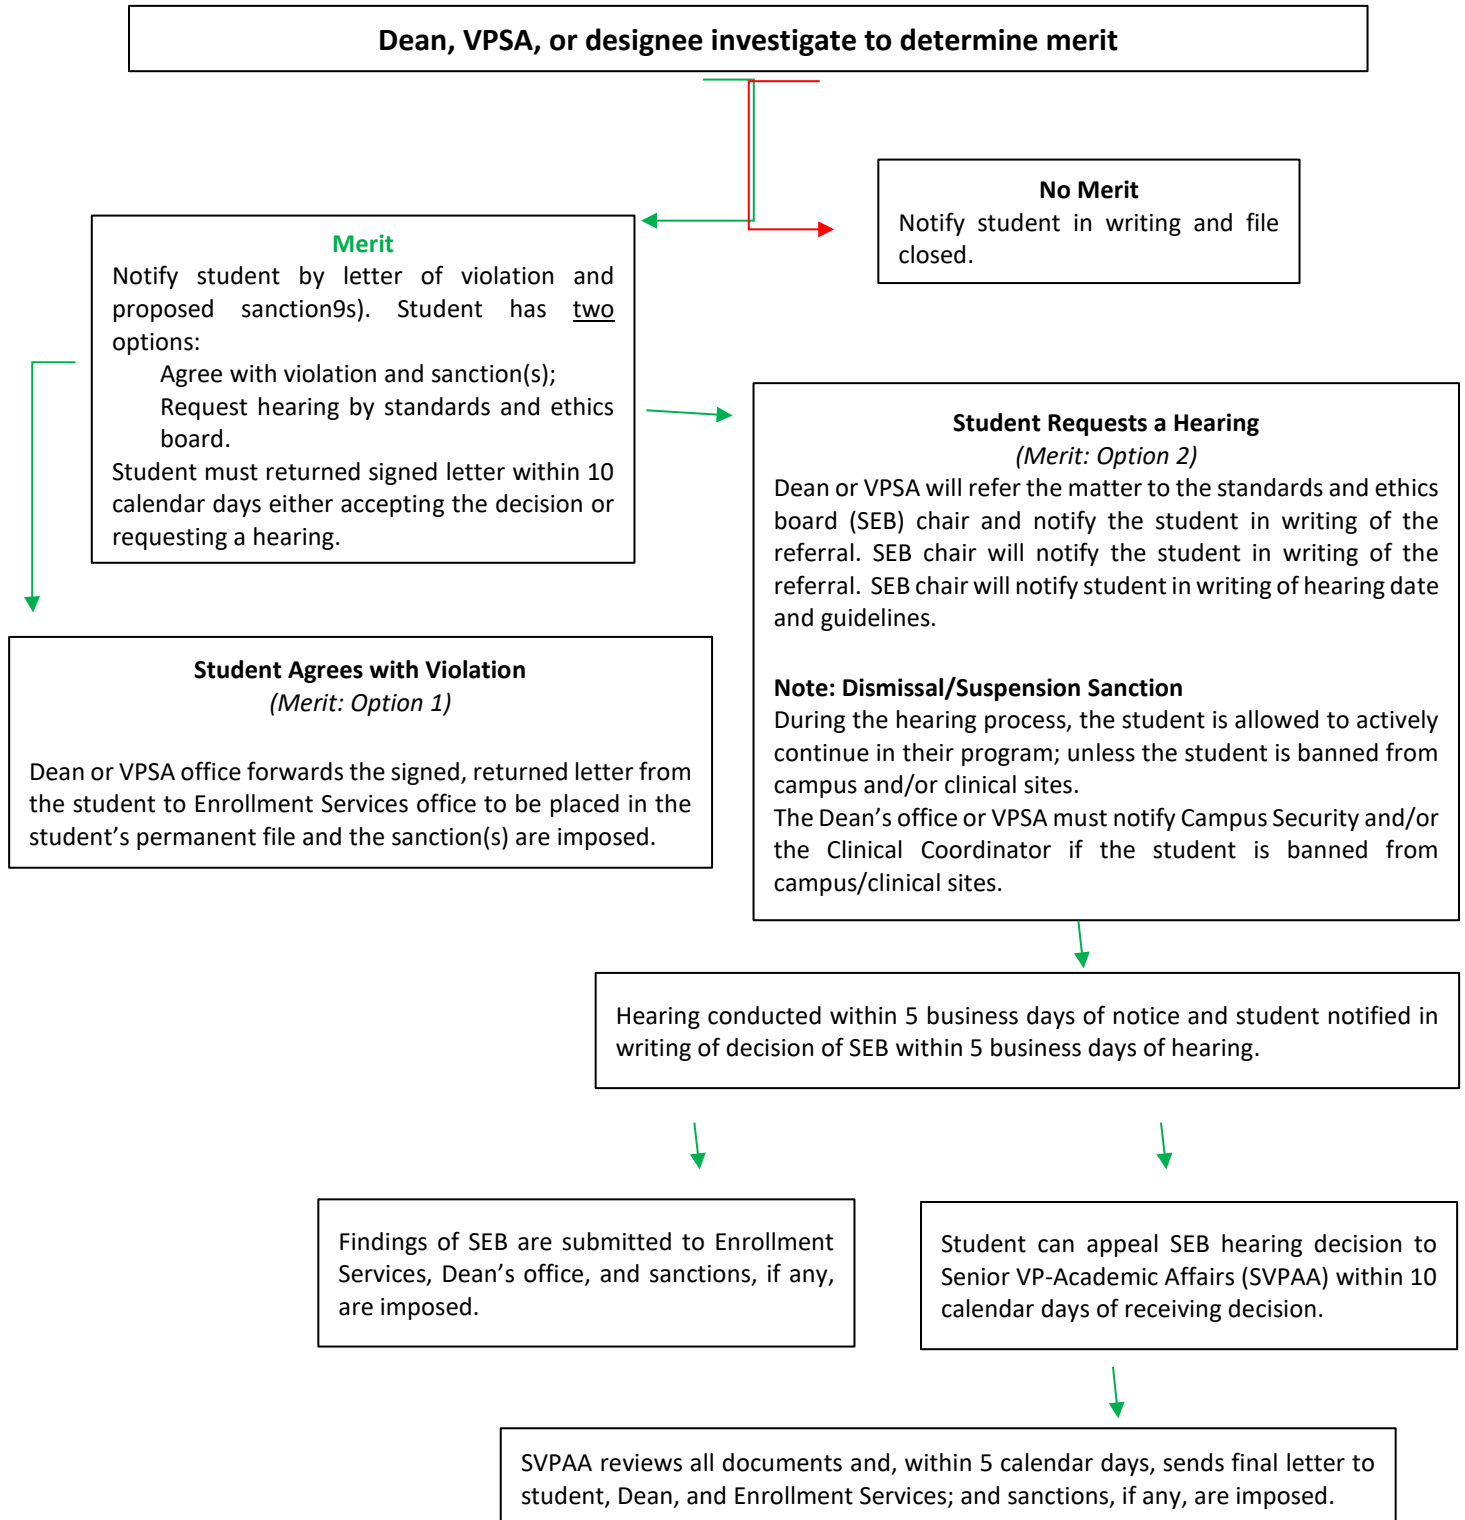 Dean, VPSA, or designee investigate to determine merit
No Merit
Notify student in writing and file
closed.
Merit
Notify student by letter of violation and
proposed sanction9s). Student has two
options:
Agree with violation and sanction(s);
Request hearing by standards and ethics
board.
Student must returned signed letter within 10
calendar days either accepting the decision or
requesting a hearing.
Student Requests a Hearing
(Merit: Option 2)
Dean or VPSA will refer the matter to the standards and ethics
board (SEB) chair and notify the student in writing of the
referral. SEB chair will notify the student in writing of the
referral. SEB chair will notify student in writing of hearing date
and guidelines.
Note: Dismissal/Suspension Sanction
During the hearing process, the student is allowed to actively
continue in their program; unless the student is banned from
campus and/or clinical sites.
The Dean's office or VPSA must notify Campus Security and/or
the Clinical Coordinator if the student is banned from
campus/clinical sites.
Student Agrees with Violation
(Merit: Option 1)
Dean or VPSA office forwards the signed, returned letter from
the student to Enrollment Services office to be placed in the
student's permanent file and the sanction(s) are imposed.
Hearing conducted within 5 business days of notice and student notified in
writing of decision of SEB within 5 business days of hearing.
Findings of SEB are submitted to Enrollment
Services, Dean's office, and sanctions, if any,
are imposed.
Student can appeal SEB hearing decision to
Senior VP-Academic Affairs (SVPAA) within 10
calendar days of receiving decision.
SVPAA reviews all documents and, within 5 calendar days, sends final letter to
student, Dean, and Enrollment Services; and sanctions, if any, are imposed.